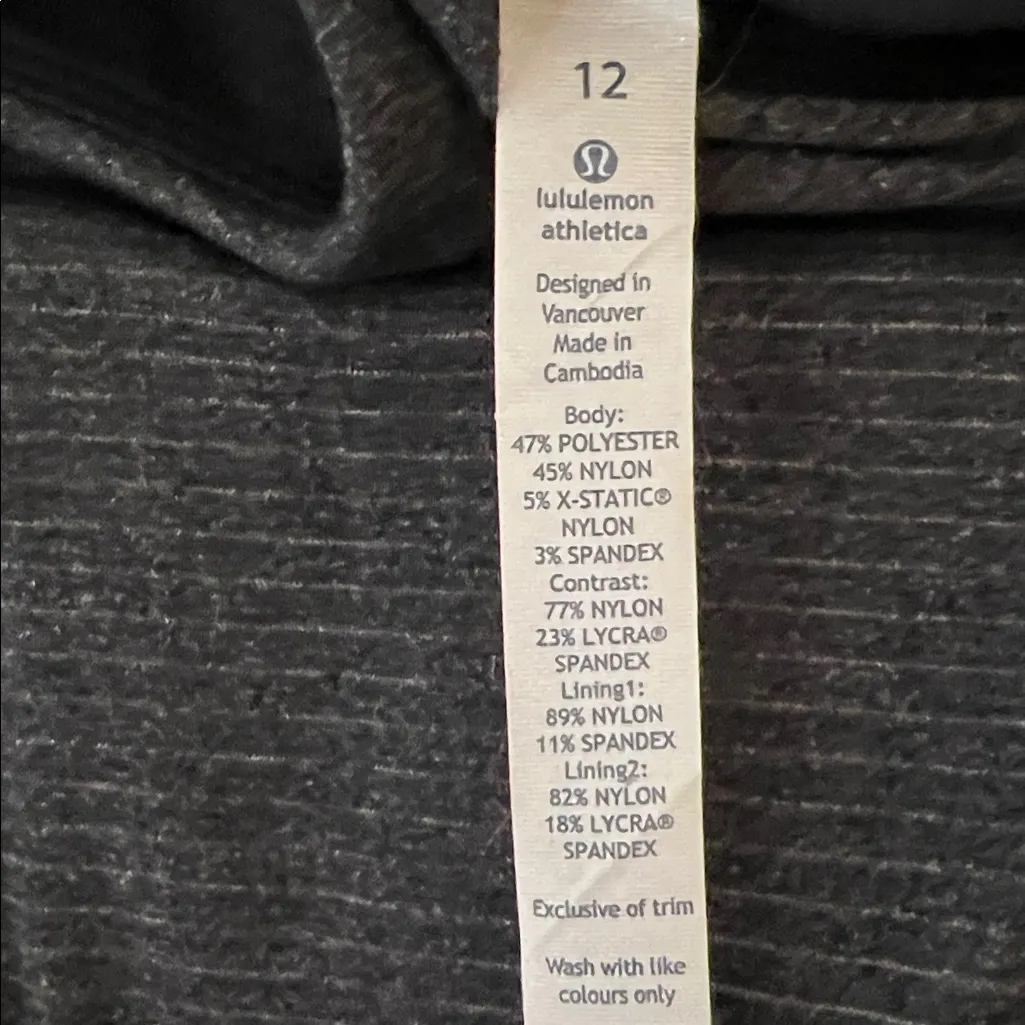 12
lululemon
athletica
Designed in
Vancouver
Made in
Cambodia
Body:
47% POLYESTER
45% NYLON
5% X-STATIC®
NYLON
3% SPANDEX
Contrast:
77% NYLON
23% LYCRA®
SPANDEX
Lining1:
89% NYLON
11% SPANDEX
Lining2:
82% NYLON
18% LYCRA®
SPANDEX
Exclusive of trim
Wash with like
colours only